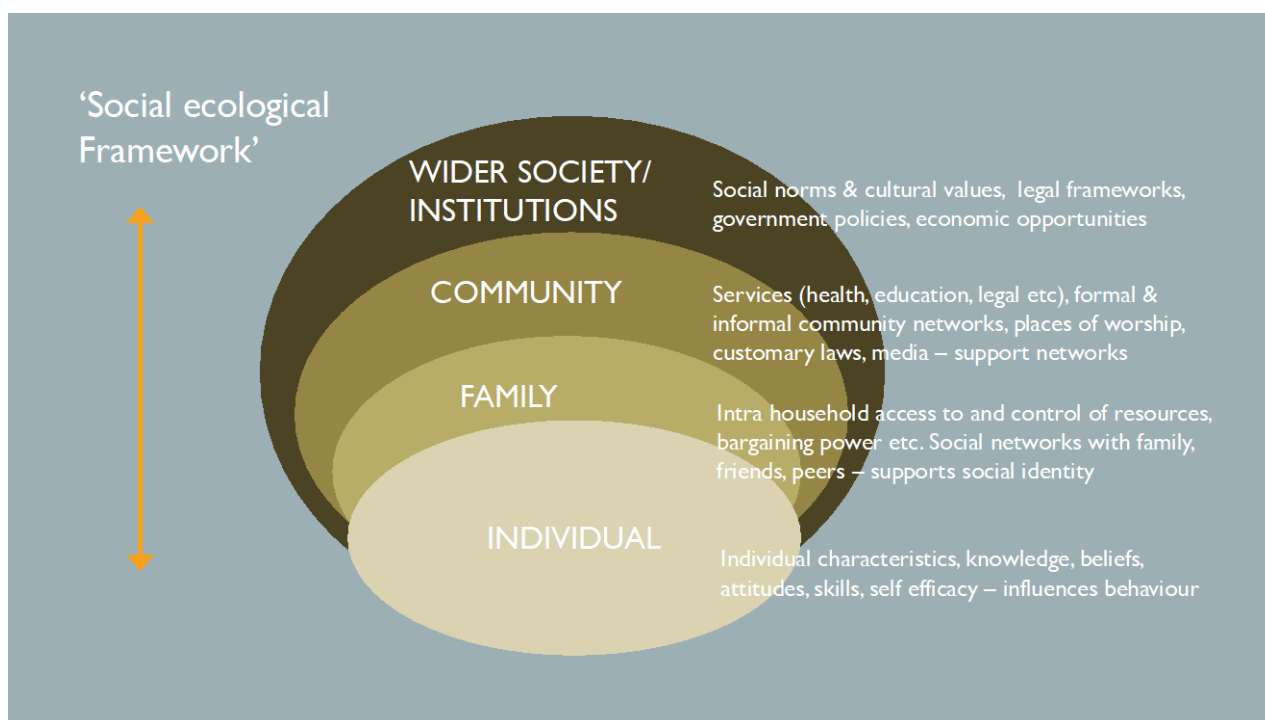 ‘Social ecological
Framework’
WIDER SOCIETY/
INSTITUTIONS
Social norms & cultural values, legal frameworks,
government policies, economic opportunities
COMMUNITY
Services (health, education, legal etc), formal &
informal community networks, places of worship,
customary laws, media – support networks
FAMILY
Intra household access to and control of resources,
bargaining power etc. Social networks with family,
friends, peers – supports social identity
INDIVIDUAL
Individual characteristics, knowledge, beliefs,
attitudes, skills, self efficacy – influences behaviour